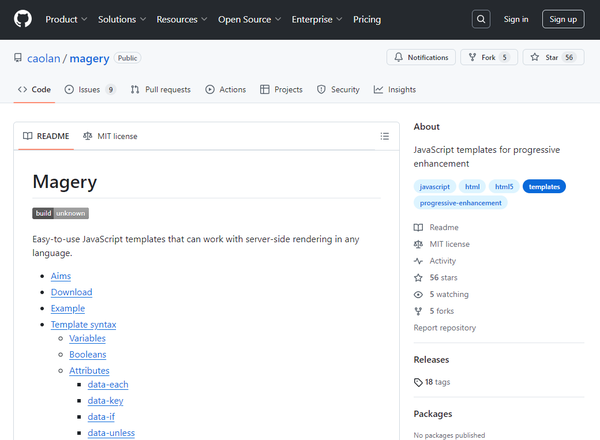 Product Solutions Resources Open Source Enterprise Pricing Sign in Sign up
caolan / magery Public Notifications Fork 5 Star 56
Code Issues 9 Pull requests Actions Projects Security Insights
README MIT license
Magery
build unknown
Easy-to-use JavaScript templates that can work with server-side rendering in any
language.
Aims
Download
Example
Template syntax
Variables
Booleans
Attributes
data-each
data-key
data-if
data-unless
About
JavaScript templates for progressive
enhancement
javascript html html5 templates
progressive-enhancement
Readme
MIT license
Activity
56 stars
5 watching
5 forks
Report repository
Releases
18 tags
Packages
No packages published